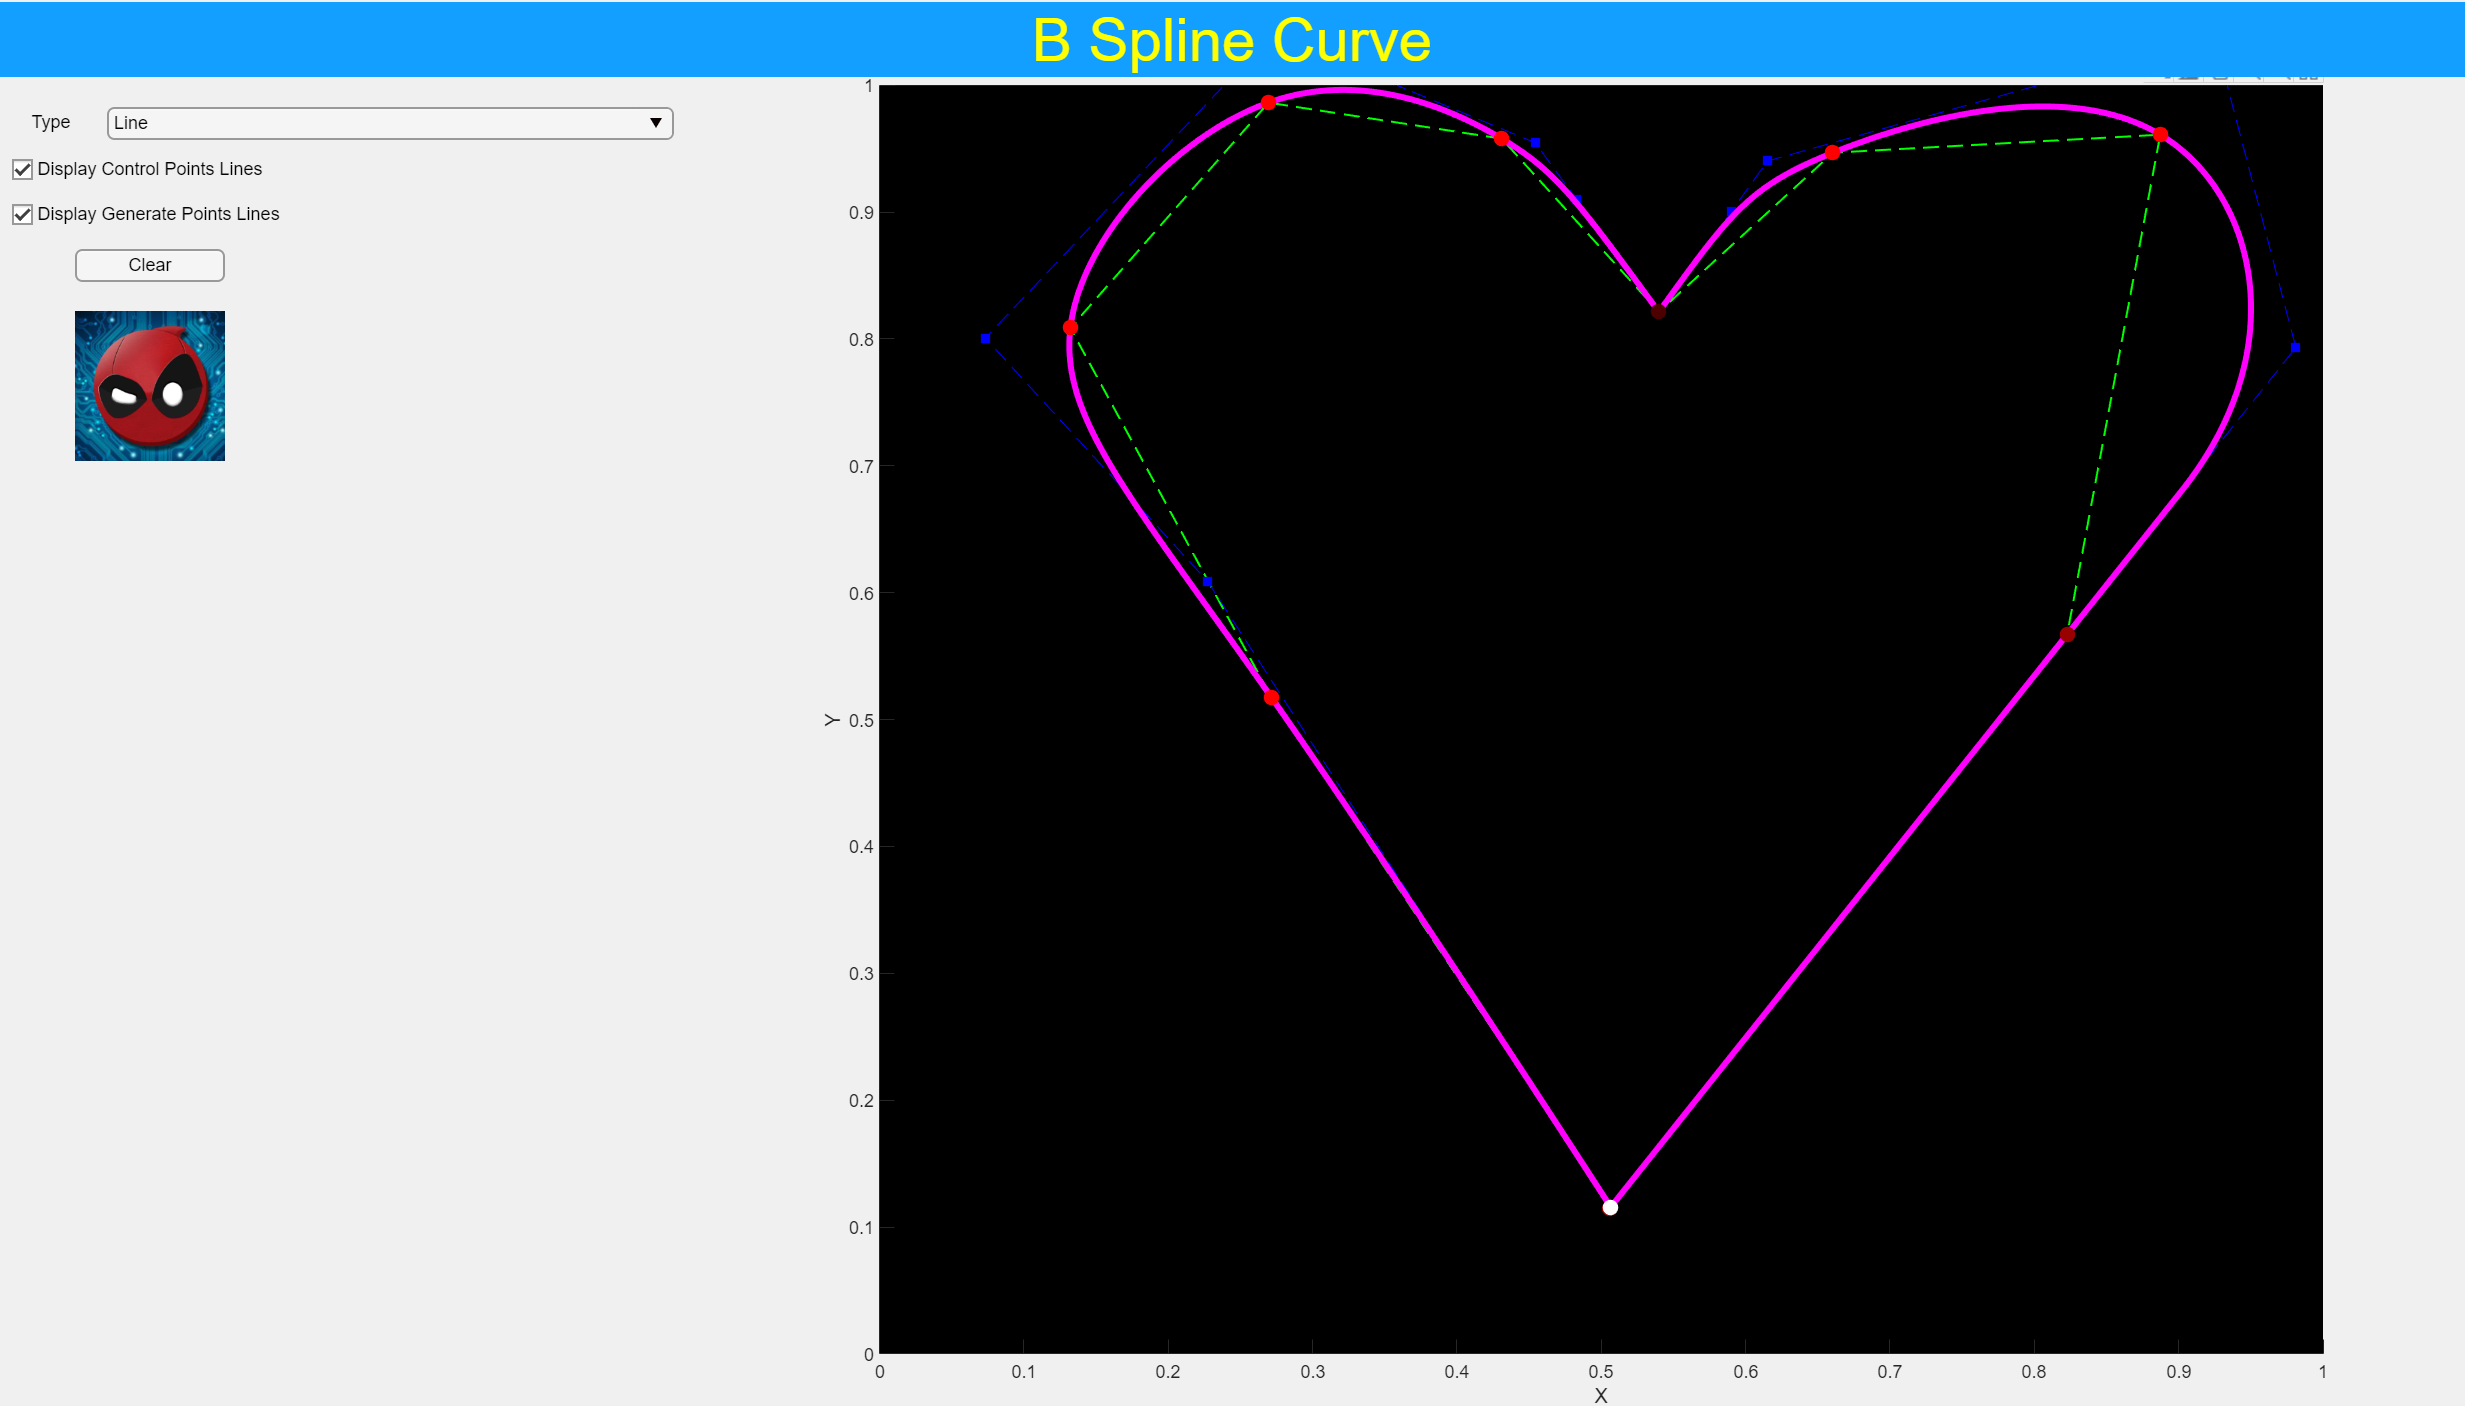 B Spline Curve
Type
Line
Display Control Points Lines
Display Generate Points Lines
Clear
1
0.9
0.8
0.7
0.6
0.5
0.4
0.3
0.2
0.1
0
Y
0 0.1 0.2 0.3 0.4 0.5 0.6 0.7 0.8 0.9 1
X